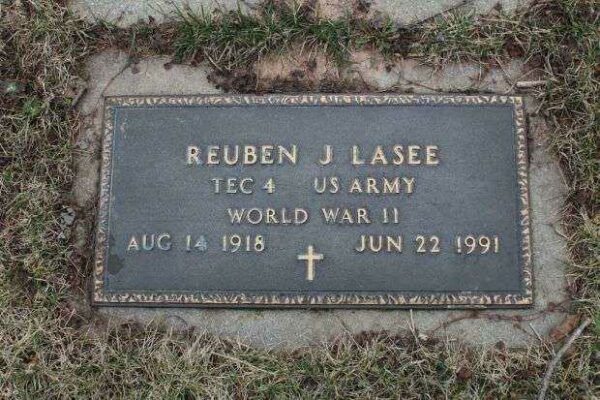 REUBEN J LASEE
TEC 4 US ARMY
WORLD WAR II
AUG 14 1918 JUN 22 1991